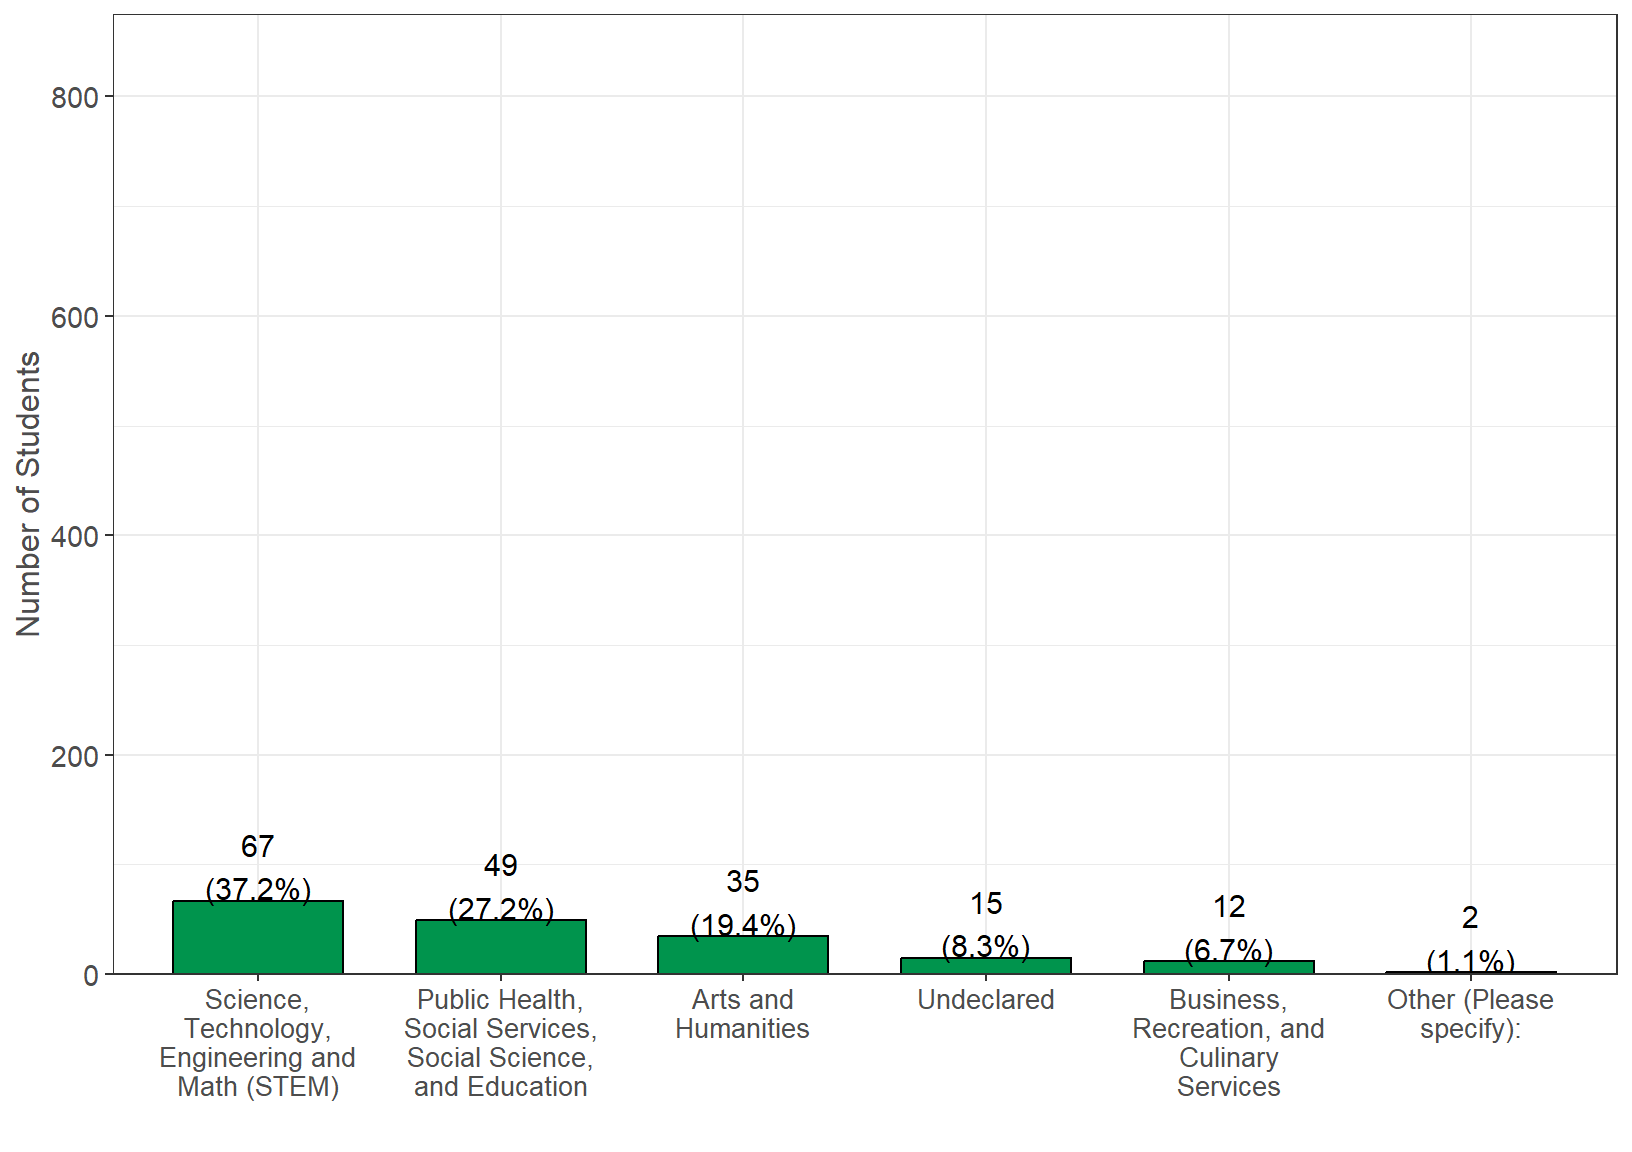 800
600
400
200
0
Number of Students
67
(37.2%)
49
(27.2%)
35
(19.4%)
15
(8.3%)
12
(6.7%)
2
(1.1%)
Science,
Technology,
Engineering and
Math (STEM)
Public Health,
Social Services,
Social Science,
and Education
Arts and
Humanities
Undeclared
Business,
Recreation, and
Culinary
Services
Other (Please
specify):